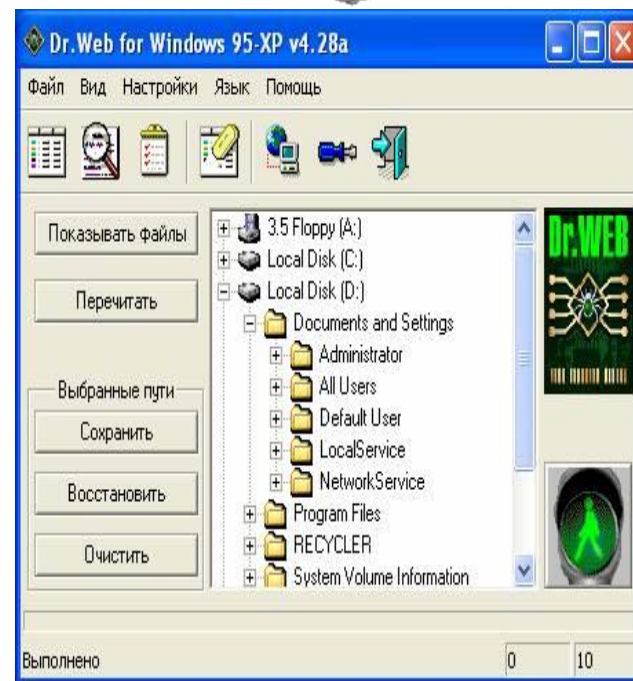 Dr.Web for Windows 95-XP v4.28a
Файл Вид Настройки Язык Помощь
Показывать файлы
Перечитать
Выбранные пути
Сохранить
Восстановить
Очистить
3.5 Floppy (A:)
Local Disk (C:)
Local Disk (D:)
Documents and Settings
Administrator
All Users
Default User
LocalService
NetworkService
Program Files
RECYCLER
System Volume Information
Dr.WEB
Выполнено 0 10